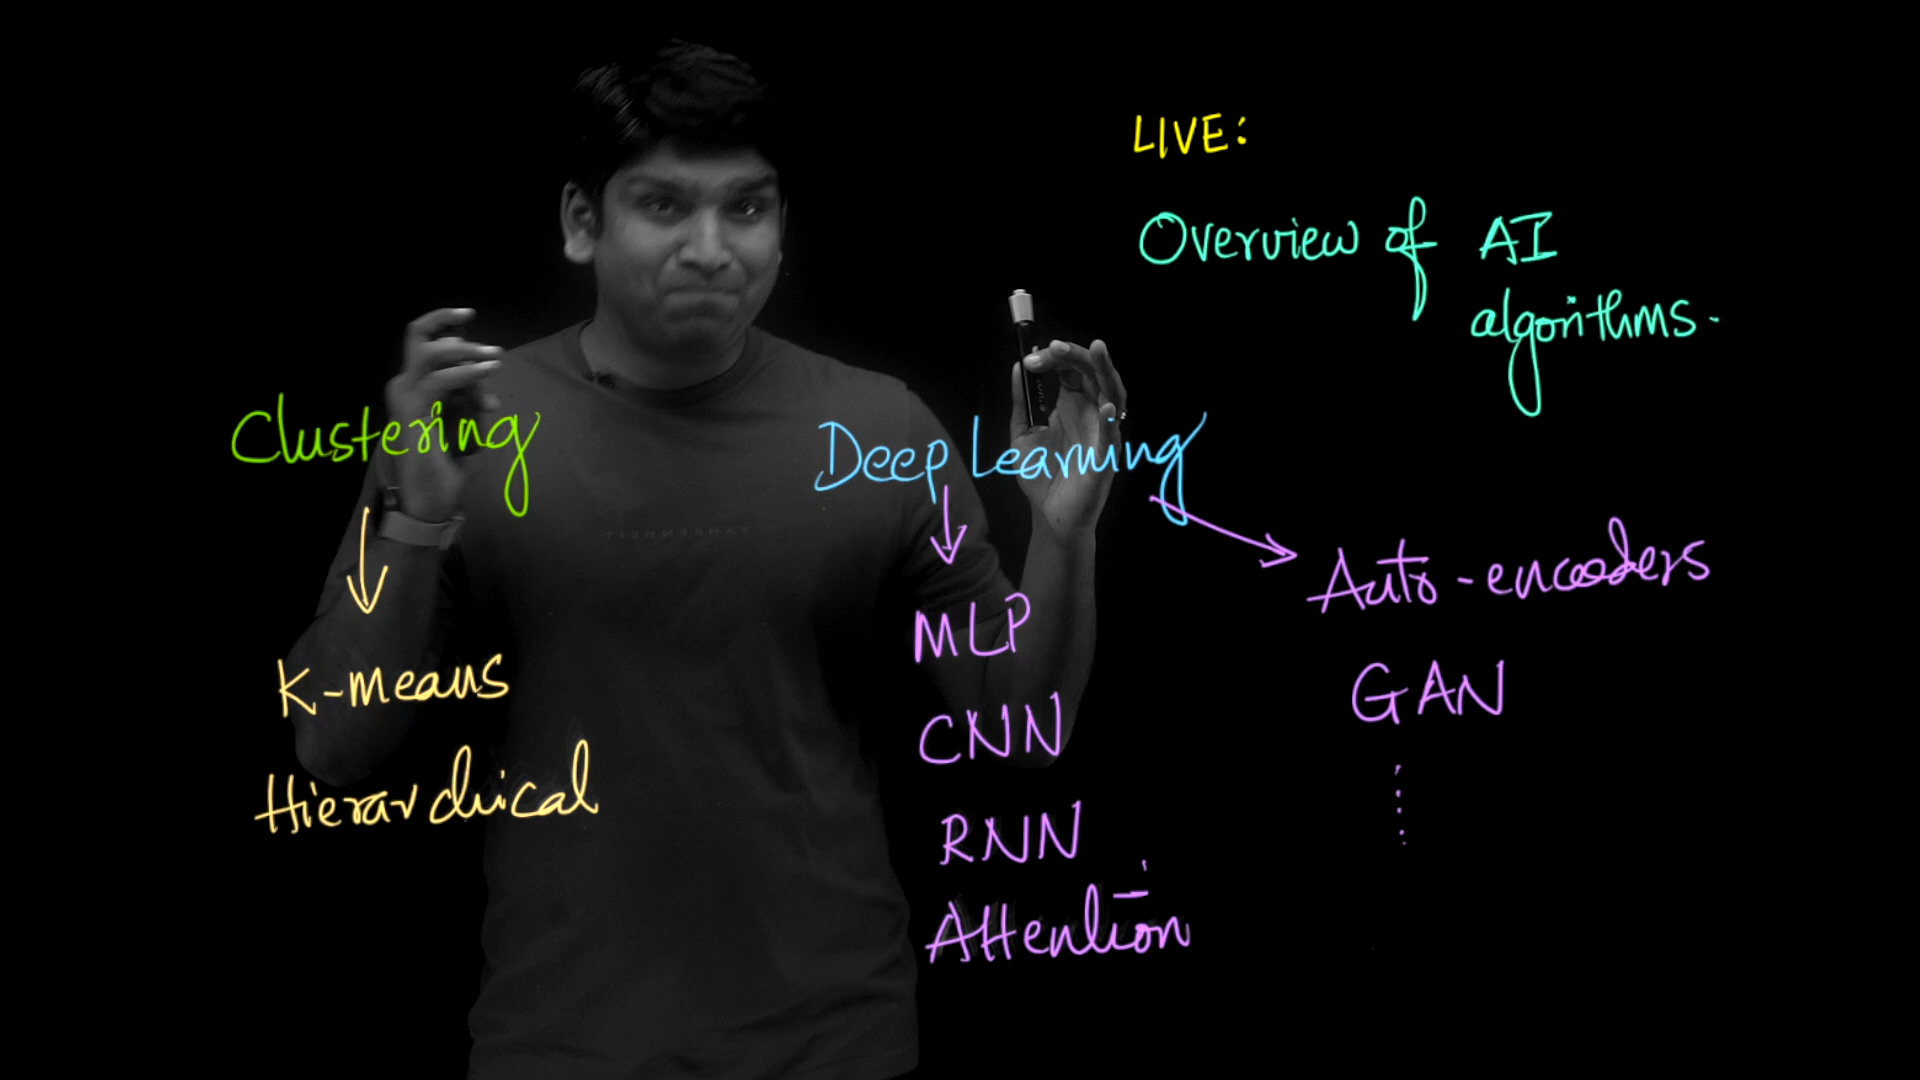 LIVE:
Overview of AI
algorithms.
Clustering
K-means
Hierarchical
Deep Learning
MLP
CNN
RNN
Attention
Auto-encoders
GAN